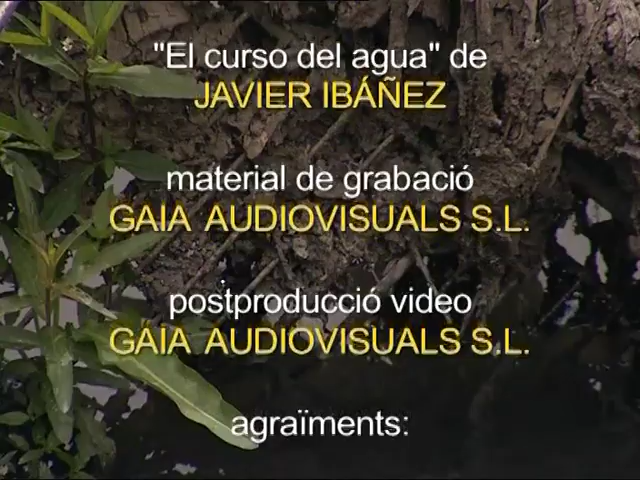 "El curso del agua" de
JAVIER IBÁÑEZ
material de grabació
GAIA AUDIOVISUALS S.L.
postproducció video
GAIA AUDIOVISUALS S.L.
agraïments: